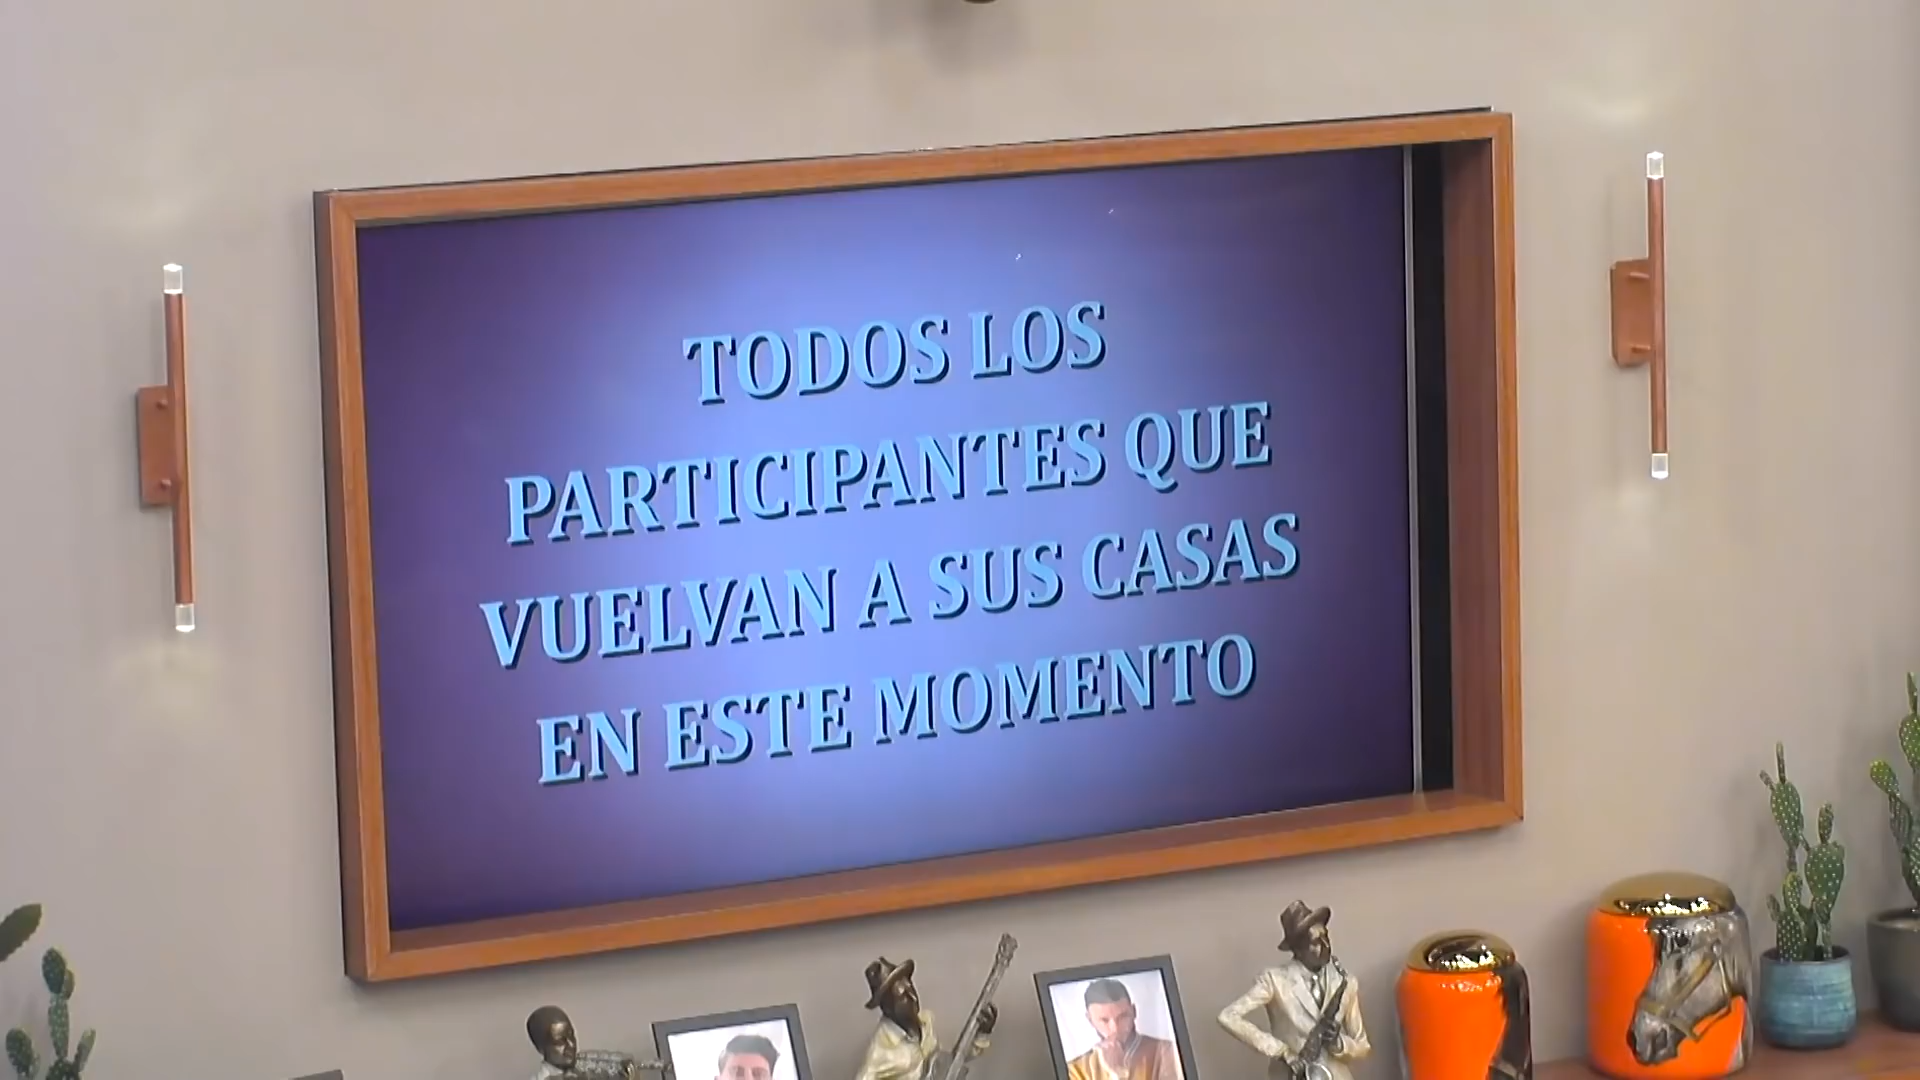 TODOS LOS
PARTICIPANTES QUE
VUELVAN A SUS CASAS
EN ESTE MOMENTO